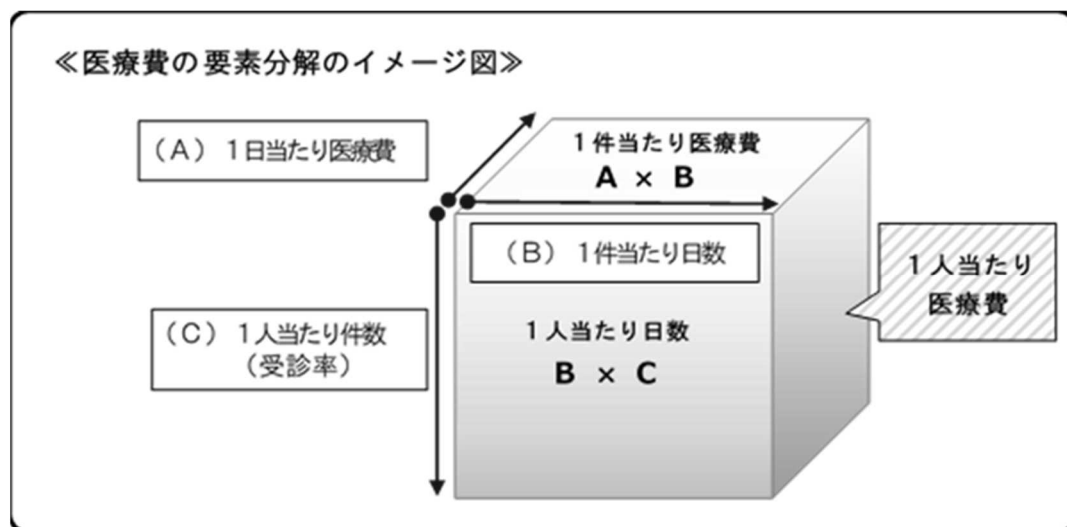 ≪医療費の要素分解のイメージ図≫
(A) 1日当たり医療費
1件当たり医療費
A × B
(B) 1件当たり日数
1人当たり
医療費
(C) 1人当たり件数
(受診率)
1人当たり日数
B × C